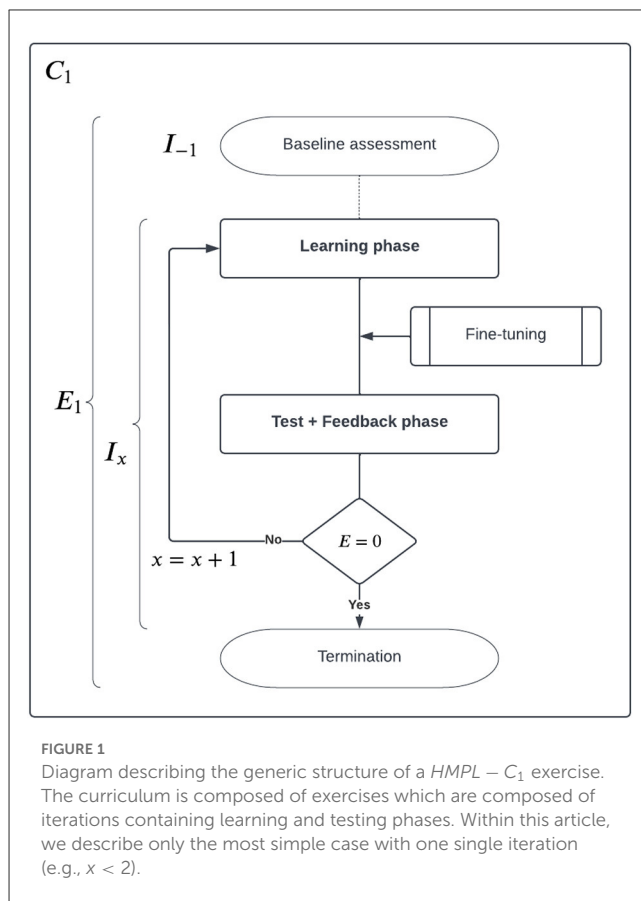 C₁
I₋₁
Baseline assessment
Learning phase
Fine-tuning
E₁
Iₓ
Test + Feedback phase
E = 0
No
x = x + 1
Yes
Termination
FIGURE 1
Diagram describing the generic structure of a HMPL – C₁ exercise.
The curriculum is composed of exercises which are composed of
iterations containing learning and testing phases. Within this article,
we describe only the most simple case with one single iteration
(e.g., x < 2).